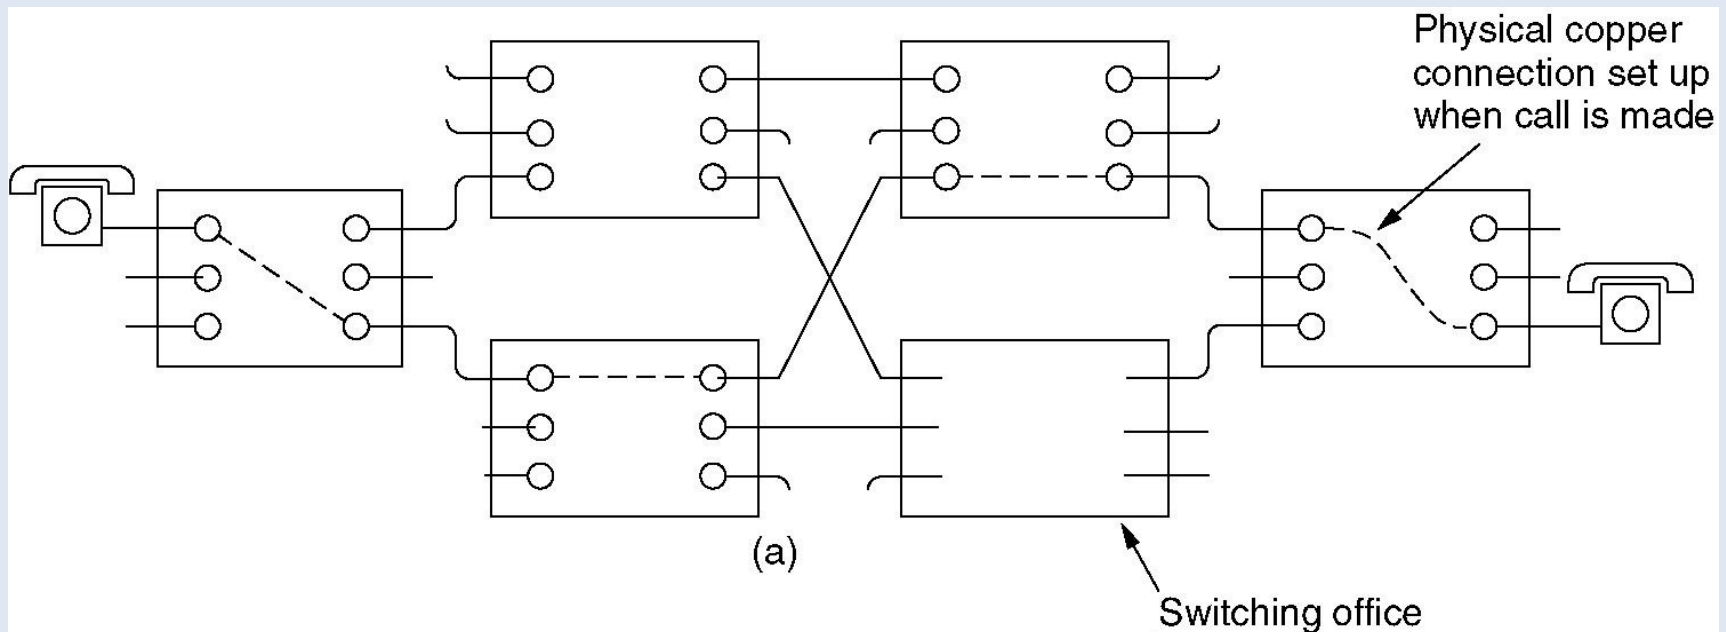 Physical copper
connection set up
when call is made
(a)
Switching office